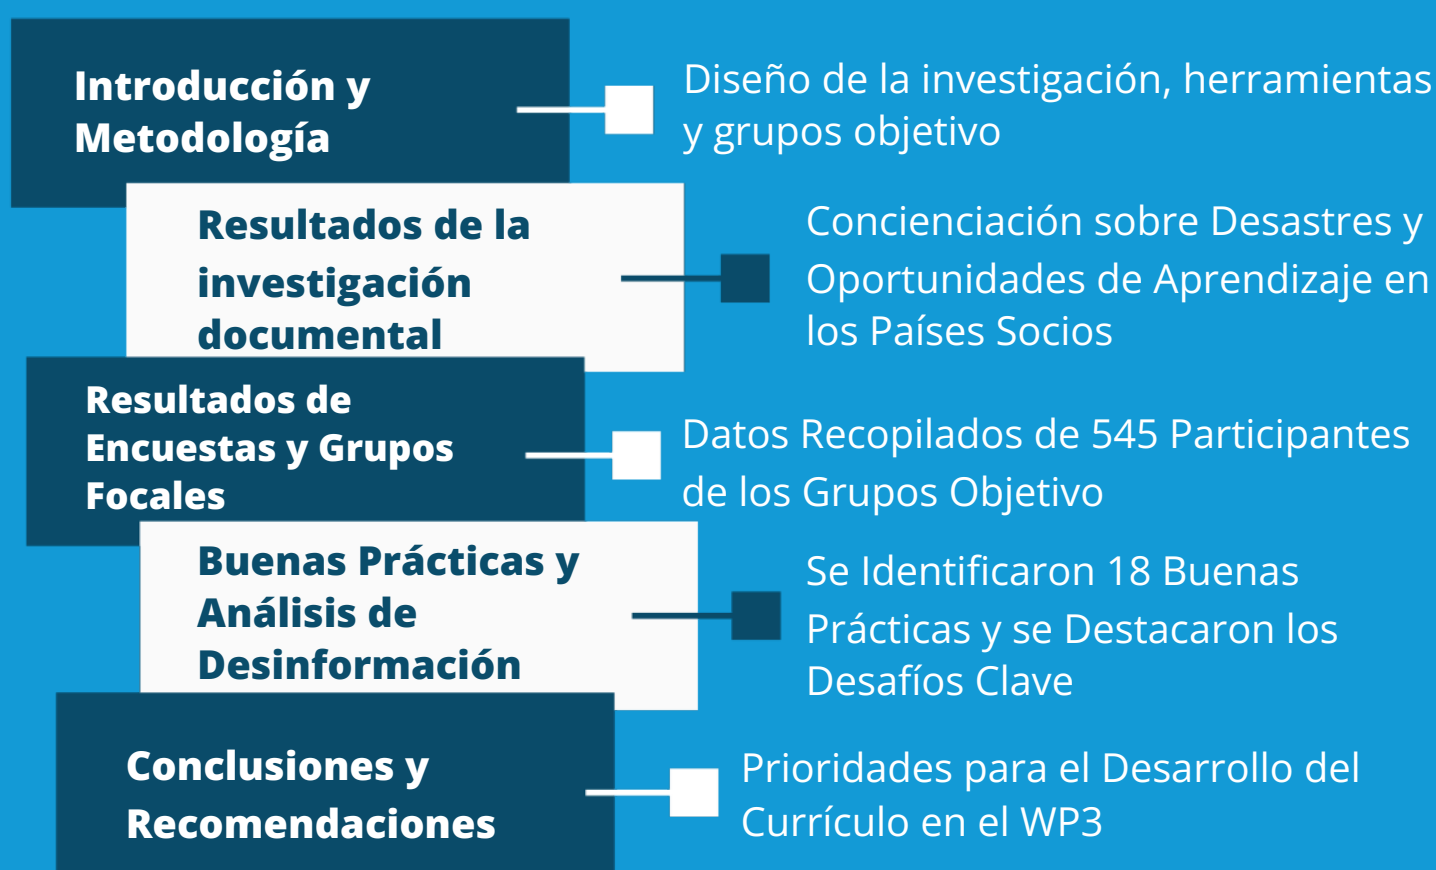 Introducción y
Metodología
Diseño de la investigación, herramientas
y grupos objetivo
Resultados de la
investigación
documental
Concienciación sobre Desastres y
Oportunidades de Aprendizaje en
los Países Socios
Resultados de
Encuestas y Grupos
Focales
Datos Recopilados de 545 Participantes
de los Grupos Objetivo
Buenas Prácticas y
Análisis de
Desinformación
Se Identificaron 18 Buenas
Prácticas y se Destacaron los
Desafíos Clave
Conclusiones y
Recomendaciones
Prioridades para el Desarrollo del
Currículo en el WP3